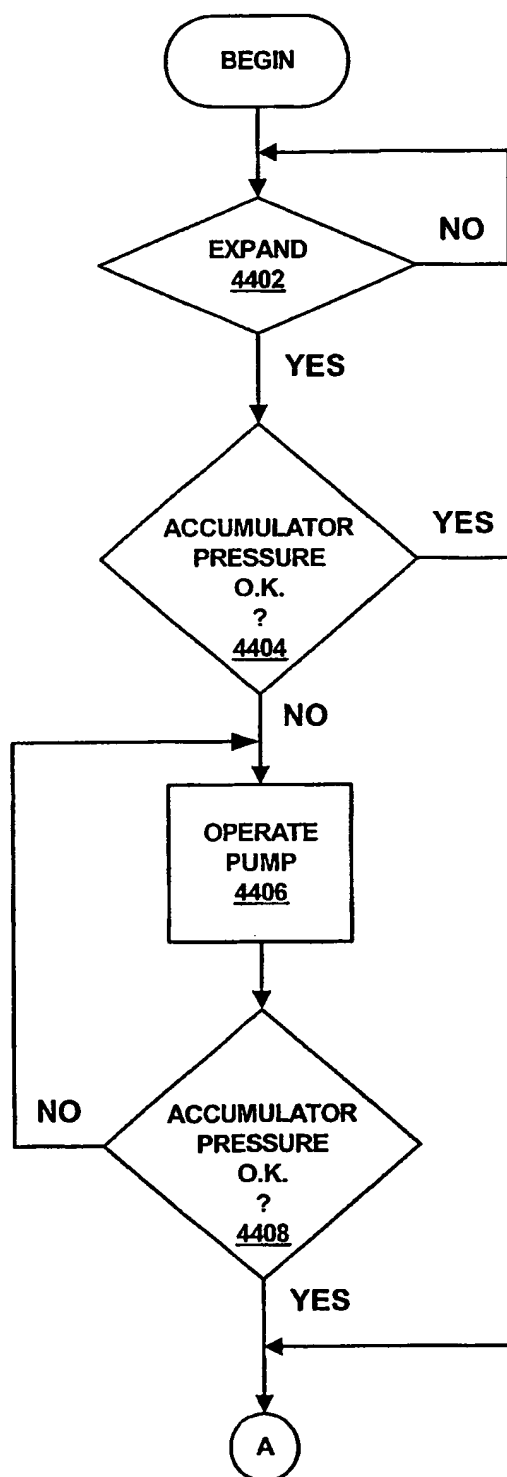 BEGIN
NO
EXPAND
4402
YES
ACCUMULATOR
PRESSURE
O.K.
?
4404
YES
NO
OPERATE
PUMP
4406
NO
ACCUMULATOR
PRESSURE
O.K.
?
4408
YES
A